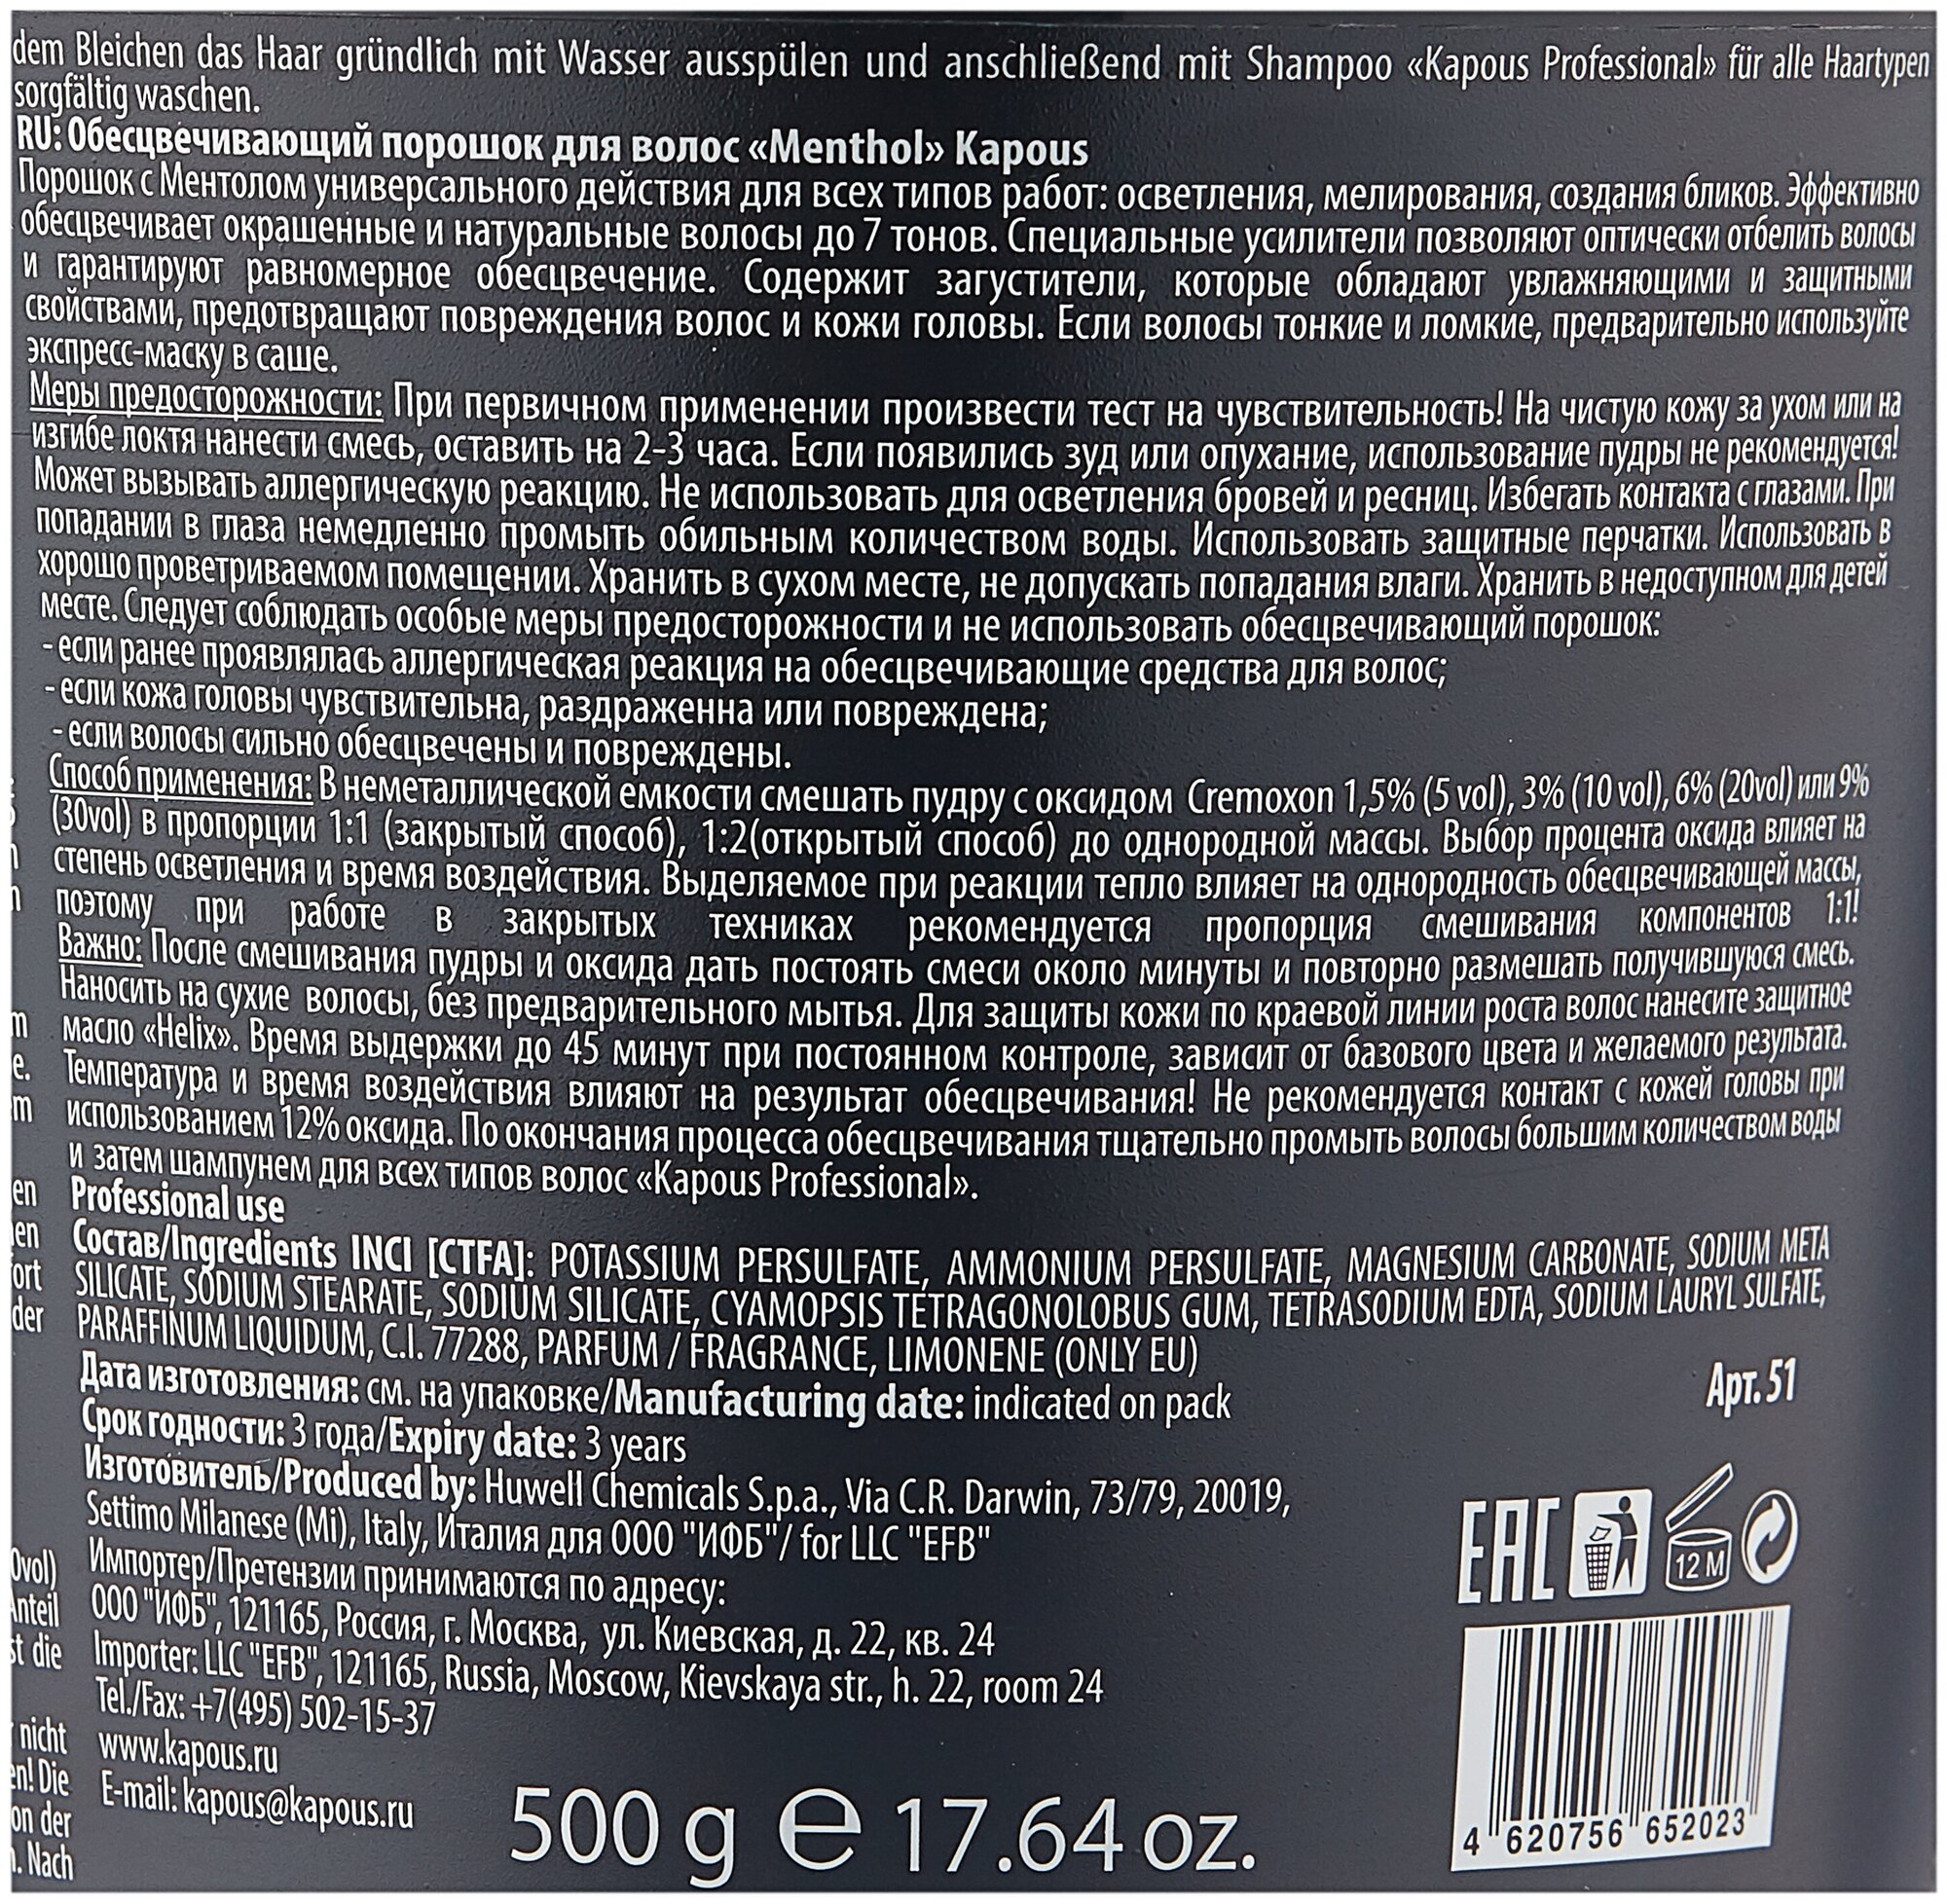 dem Bleichen das Haar gründlich mit Wasser ausspülen und anschließend mit Shampoo «Kapous Professional» für alle Haartypen
sorgfältig waschen.
RU: Обесцвечивающий порошок для волос «Menthol» Kapous
Порошок с Ментолом универсального действия для всех типов работ: осветления, мелирования, создания бликов. Эффективно
обесцвечивает окрашенные и натуральные волосы до 7 тонов. Специальные усилители позволяют оптически отбелить волосы
и гарантируют равномерное обесцвечение. Содержит загустители, которые обладают увлажняющими и защитными
свойствами, предотвращают повреждения волос и кожи головы. Если волосы тонкие и ломкие, предварительно используйте
экспресс-маску в саше.
Меры предосторожности: При первичном применении произвести тест на чувствительность! На чистую кожу за ухом или на
изгибе локтя нанести смесь, оставить на 2-3 часа. Если появились зуд или опухание, использование пудры не рекомендуется!
Может вызывать аллергическую реакцию. Не использовать для осветления бровей и ресниц. Избегать контакта с глазами. При
попадании в глаза немедленно промыть обильным количеством воды. Использовать защитные перчатки. Использовать в
хорошо проветриваемом помещении. Хранить в сухом месте, не допускать попадания влаги. Хранить в недоступном для детей
месте. Следует соблюдать особые меры предосторожности и не использовать обесцвечивающий порошок:
- если ранее проявлялась аллергическая реакция на обесцвечивающие средства для волос;
- если кожа головы чувствительна, раздраженна или повреждена;
- если волосы сильно обесцвечены и повреждены.
Способ применения: В неметаллической емкости смешать пудру с оксидом Cremoxon 1,5% (5 vol), 3% (10 vol), 6% (20vol) или 9%
(30vol) в пропорции 1:1 (закрытый способ), 1:2(открытый способ) до однородной массы. Выбор процента оксида влияет на
степень осветления и время воздействия. Выделяемое при реакции тепло влияет на однородность обесцвечивающей массы,
поэтому при работе в закрытых техниках рекомендуется пропорция смешивания компонентов 1:1!
Важно: После смешивания пудры и оксида дать постоять смеси около минуты и повторно размешать получившуюся смесь.
Наносить на сухие волосы, без предварительного мытья. Для защиты кожи по краевой линии роста волос нанесите защитное
масло «Helix». Время выдержки до 45 минут при постоянном контроле, зависит от базового цвета и желаемого результата.
Температура и время воздействия влияют на результат обесцвечивания! Не рекомендуется контакт с кожей головы при
использованием 12% оксида. По окончания процесса обесцвечивания тщательно промыть волосы большим количеством воды
и затем шампунем для всех типов волос «Kapous Professional».
Professional use
Состав/Ingredients INCI [CTFA]: POTASSIUM PERSULFATE, AMMONIUM PERSULFATE, MAGNESIUM CARBONATE, SODIUM META
SILICATE, SODIUM STEARATE, SODIUM SILICATE, CYAMOPSIS TETRAGONOLOBUS GUM, TETRASODIUM EDTA, SODIUM LAURYL SULFATE,
PARAFFINUM LIQUIDUM, C.I. 77288, PARFUM / FRAGRANCE, LIMONENE (ONLY EU)
Дата изготовления: см. на упаковке/Manufacturing date: indicated on pack
Арт. 51
Срок годности: 3 года/Expiry date: 3 years
Изготовитель/Produced by: Huwell Chemicals S.p.a., Via C.R. Darwin, 73/79, 20019,
Settimo Milanese (Mi), Italy, Италия для ООО "ИФБ"/ for LLC "EFB"
Импортер/Претензии принимаются по адресу:
ООО "ИФБ", 121165, Россия, г. Москва, ул. Киевская, д. 22, кв. 24
Importer: LLC "EFB", 121165, Russia, Moscow, Kievskaya str., h. 22, room 24
Tel./Fax: +7(495) 502-15-37
www.kapous.ru
E-mail: kapous@kapous.ru
EAC
12 M
4 620756 652023
500 g e 17.64 oz.
der
st die
nicht
en! Die
on der
. Nach